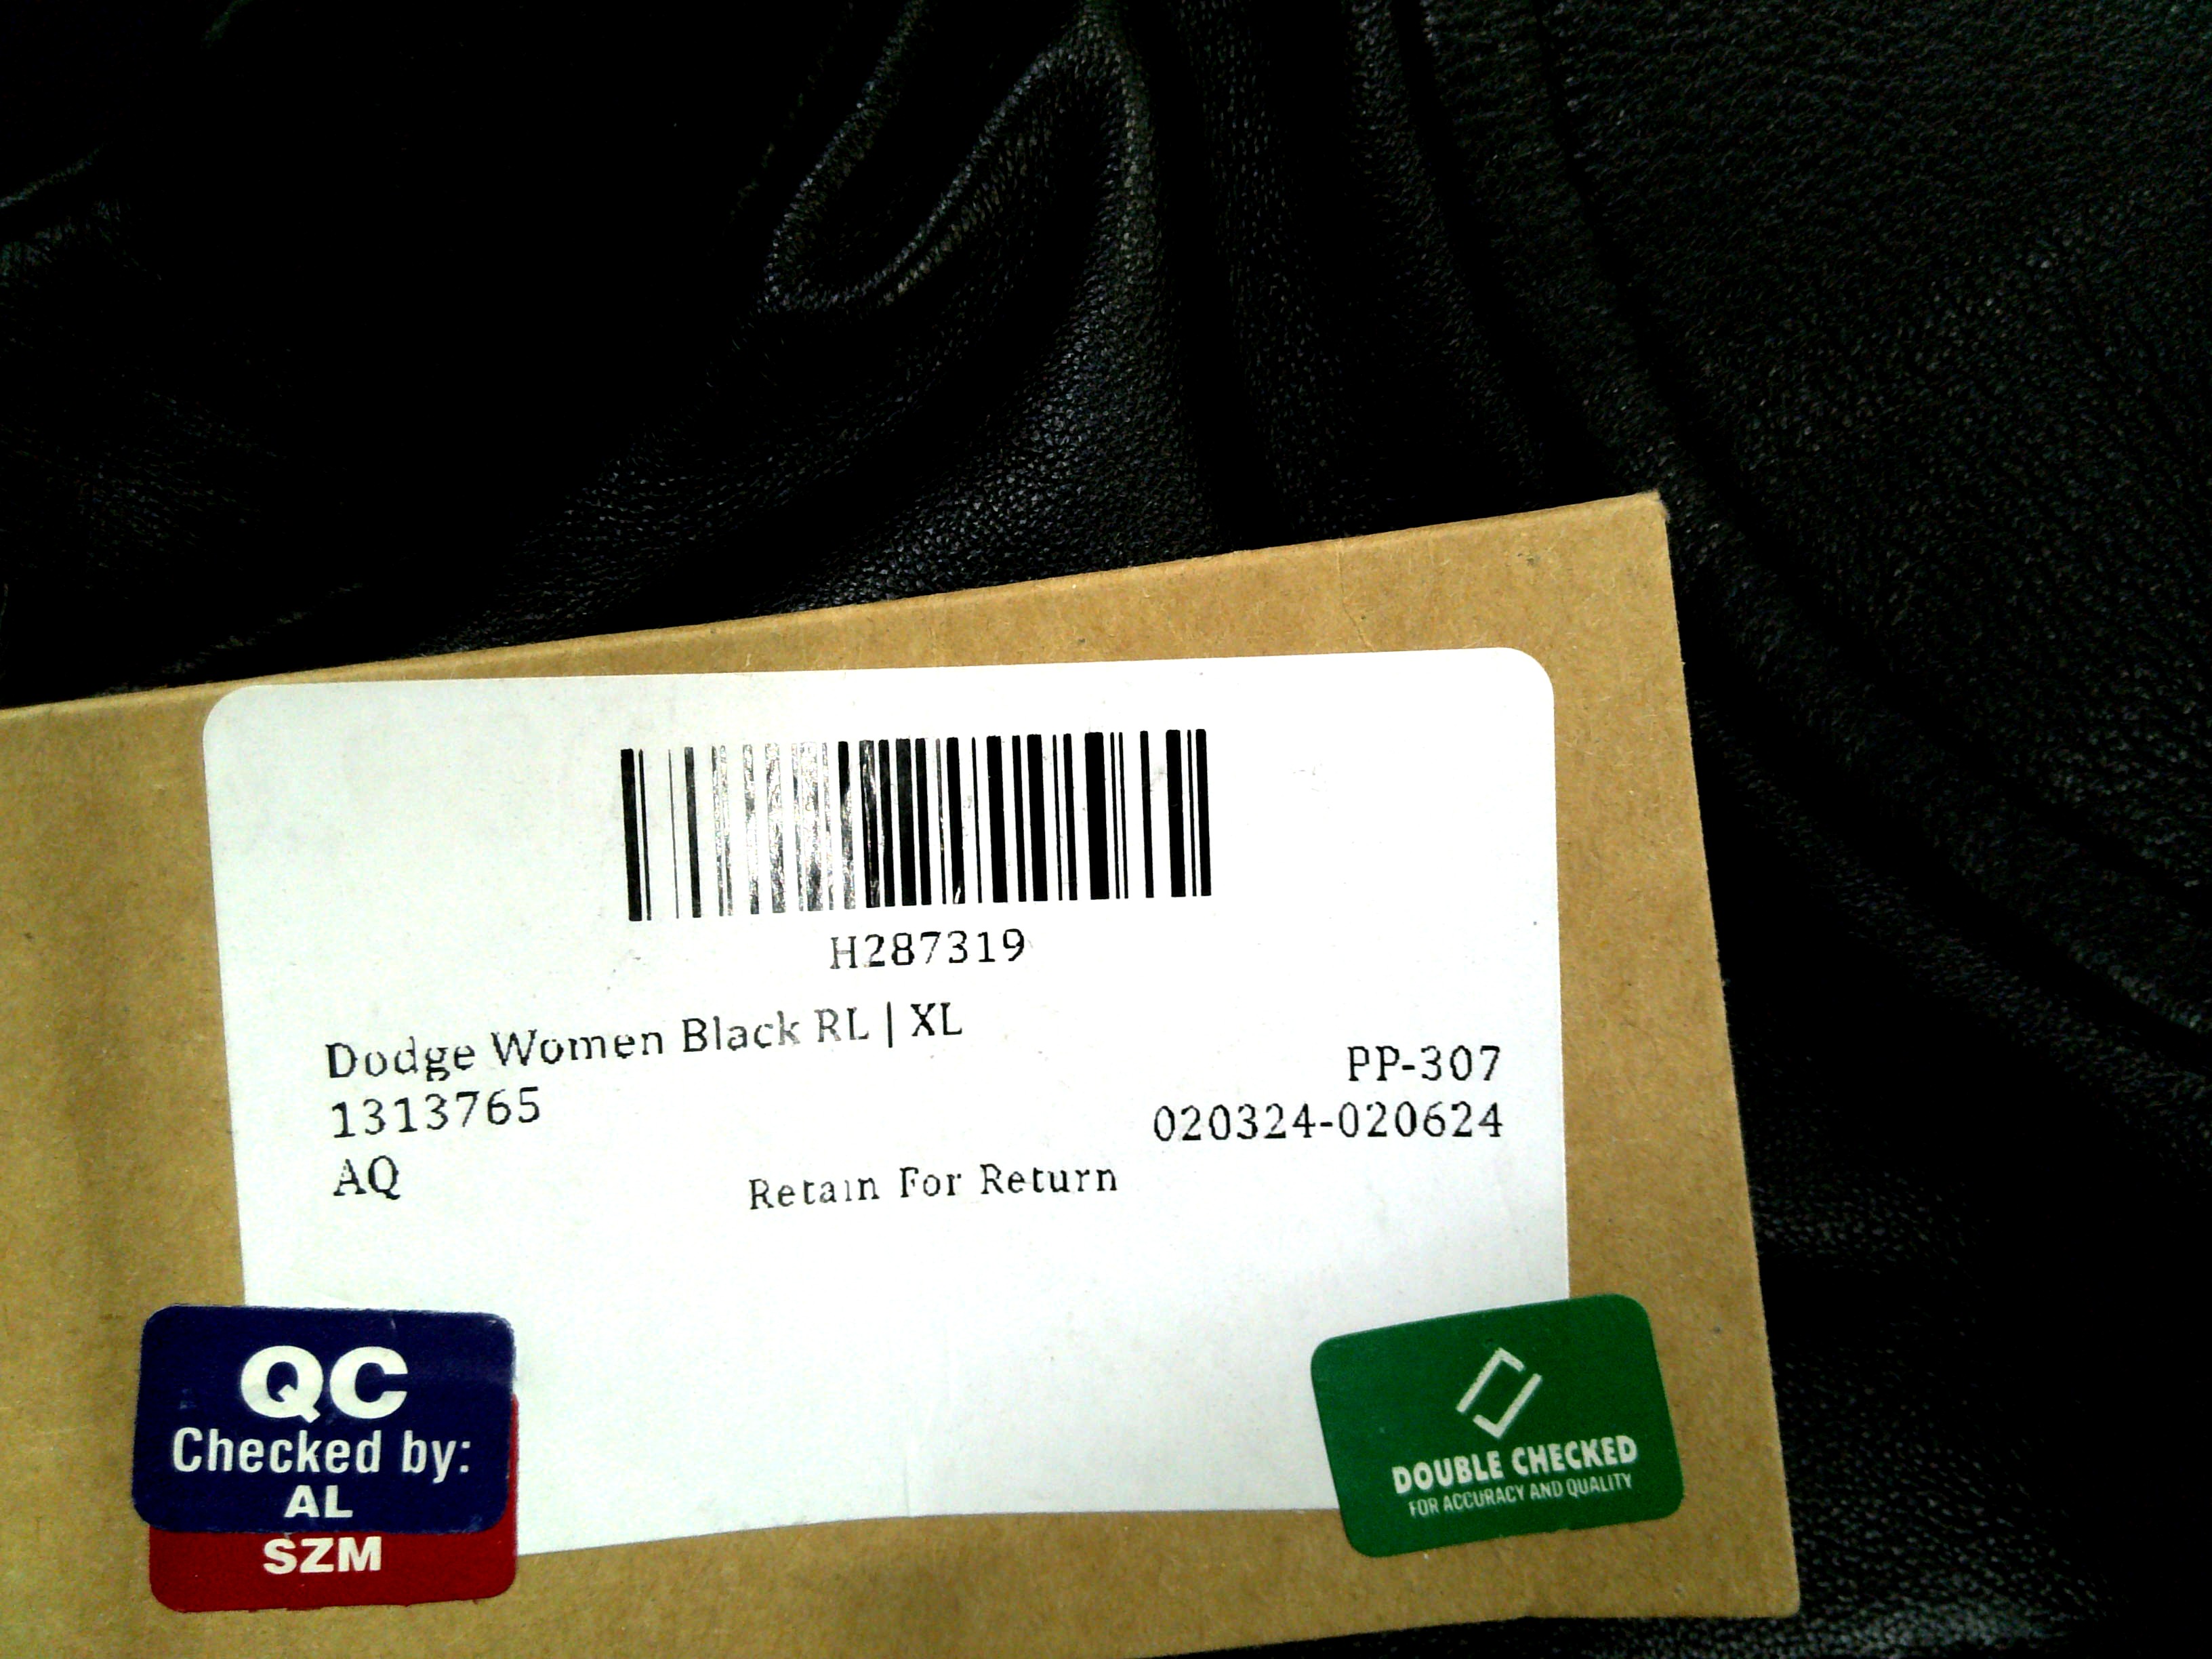 H287319
Dodge Women Black RL | XL
PP-307
1313765
020324-020624
AQ
Retain For Return
QC
Checked by:
AL
SZM
DOUBLE CHECKED
FOR ACCURACY AND QUALITY